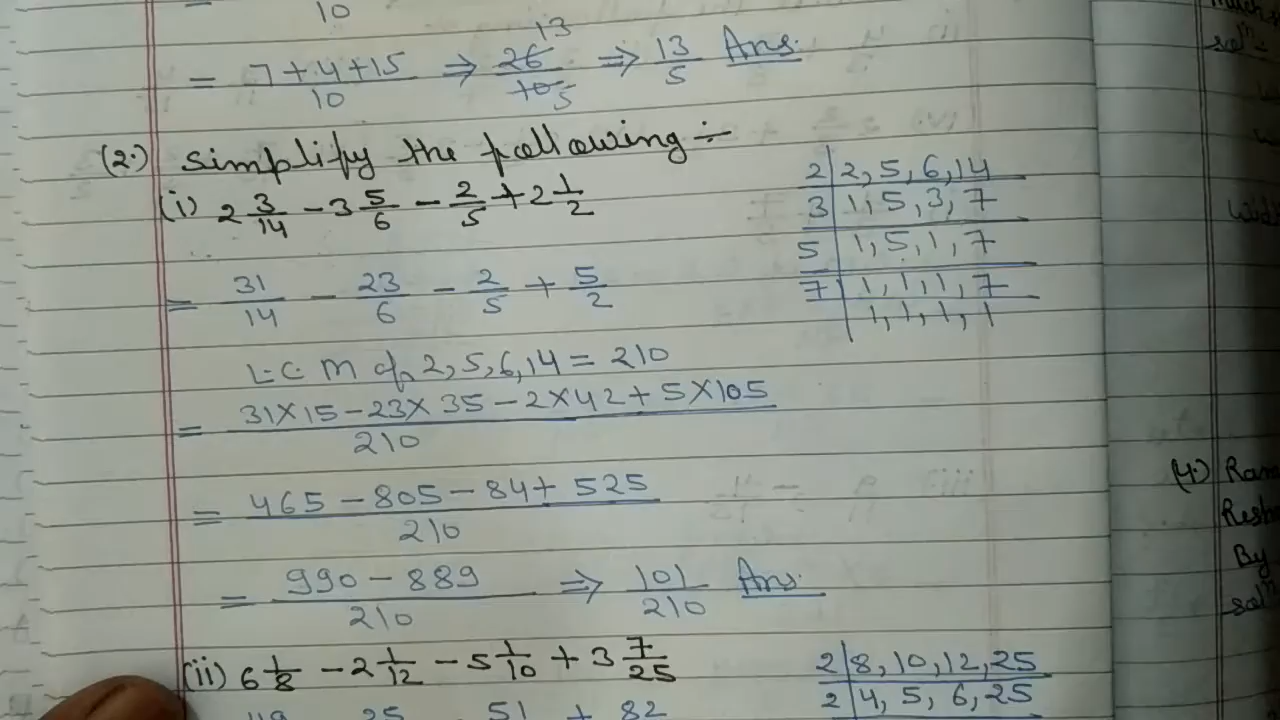 10
= 7+4+15/10 ⇒ 26 13/10 5 ⇒ 13/5 Ans.
(2.) Simplify the following :-
(i) 2 3/14 - 3 5/6 - 2/5 + 2 1/2
= 31/14 - 23/6 - 2/5 + 5/2
L.C.M of 2,5,6,14 = 210
= 31×15-23×35-2×42+5×105/210
= 465-805-84+525/210
= 990-889/210 ⇒ 101/210 Ans.
(ii) 6 1/8 - 2 1/12 - 5 1/10 + 3 7/25
25 51 + 82
2|2,5,6,14
3|1,5,3,7
5|1,5,1,7
7|1,1,1,7
|1,1,1,1
2|8,10,12,25
2|4,5,6,25
soln-
(4.)
By
soln